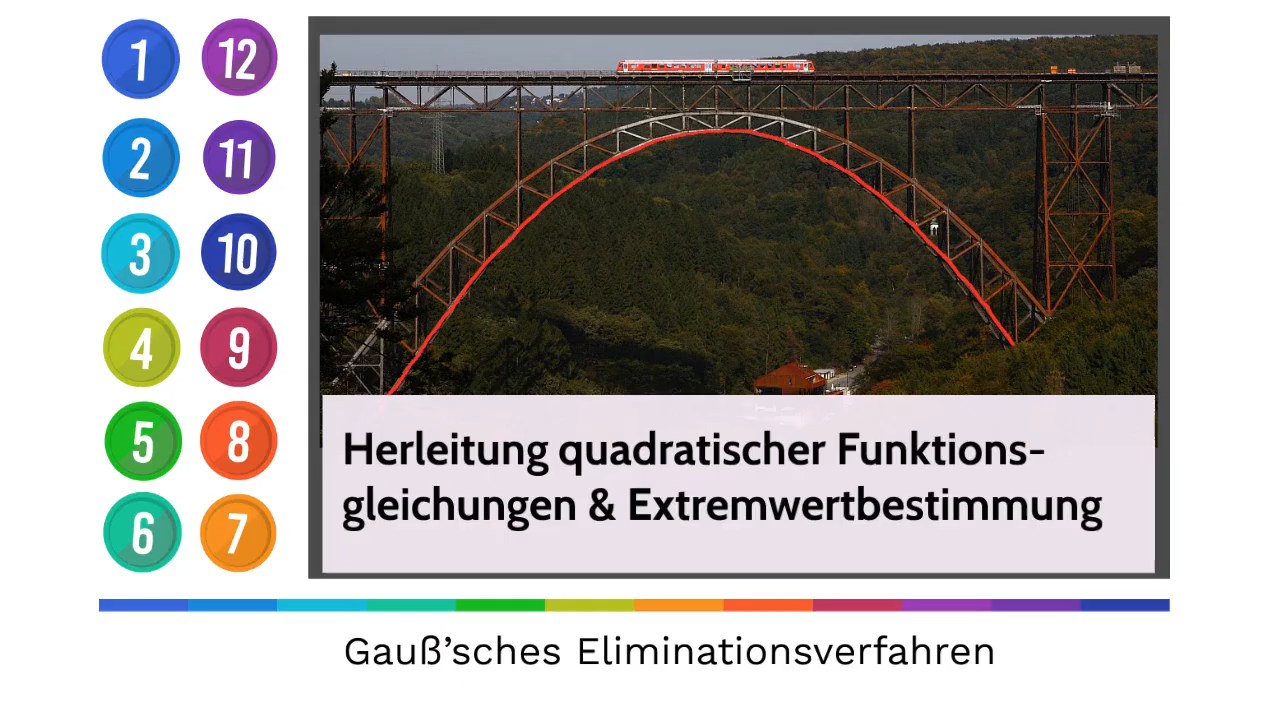 1 12
2 11
3 10
4 9
5 8
6 7
Herleitung quadratischer Funktions-
gleichungen & Extremwertbestimmung
Gauß’sches Eliminationsverfahren